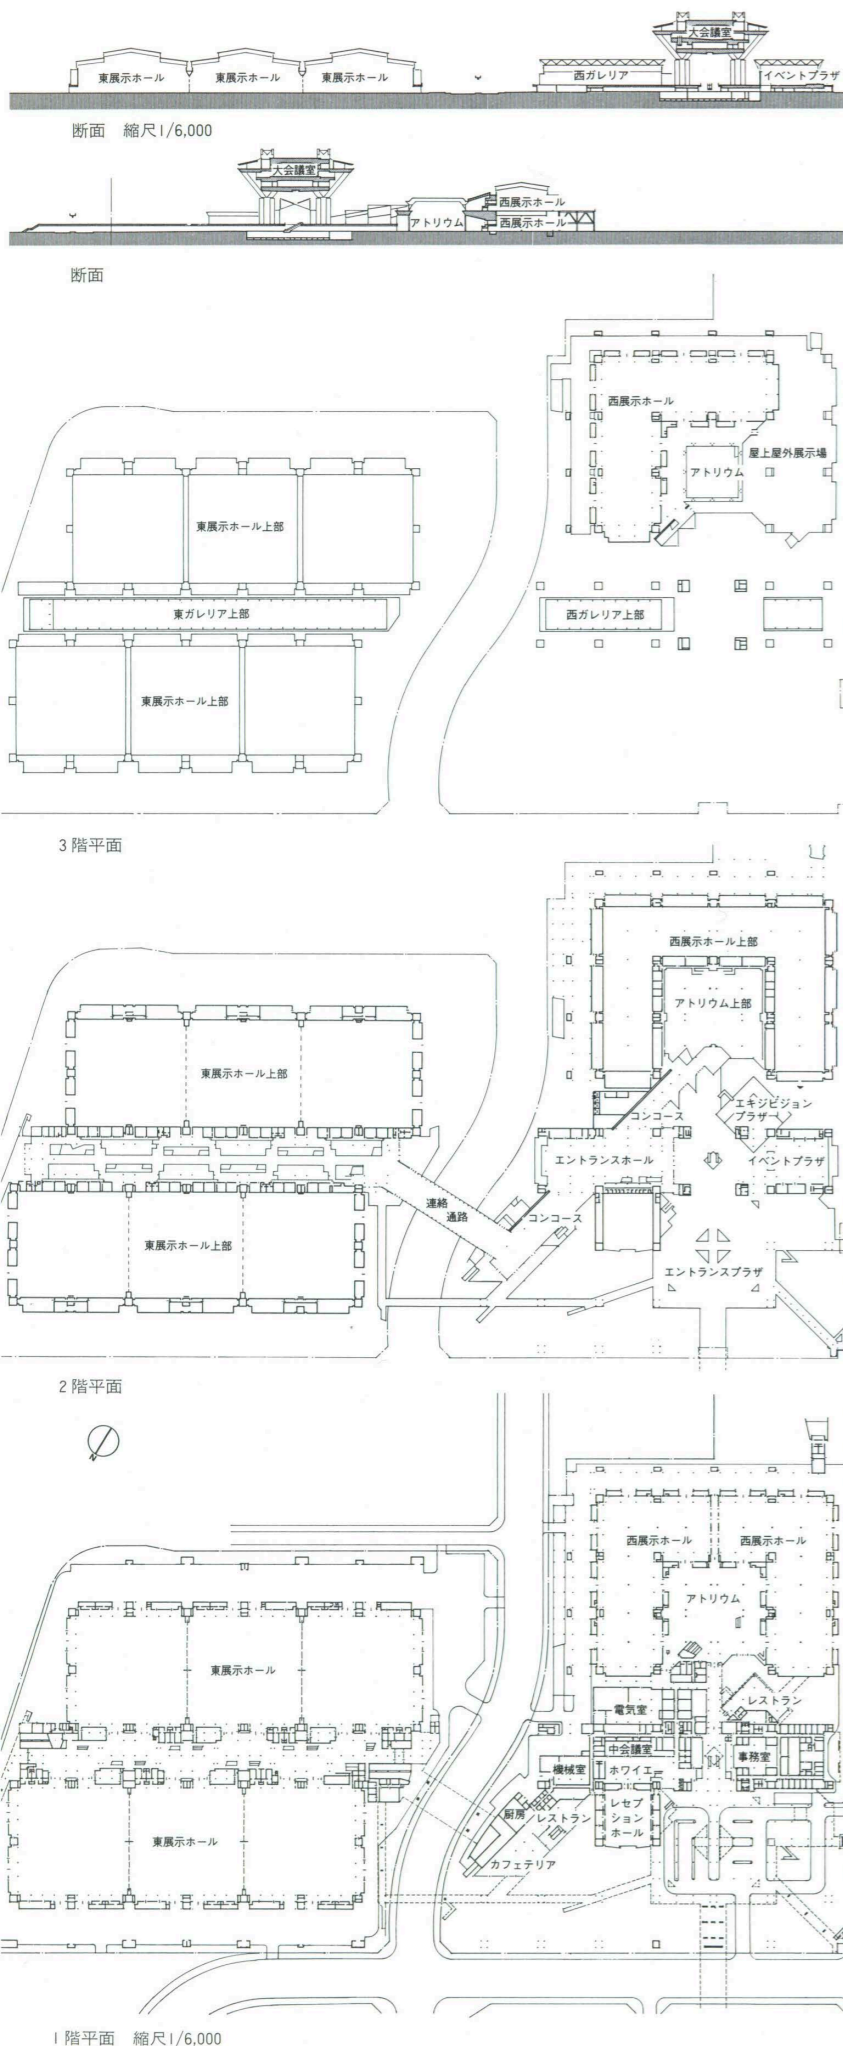 大会議室
東展示ホール 東展示ホール 東展示ホール 西ガレリア イベントプラザ
断面 縮尺1/6,000
大会議室
西展示ホール
アトリウム 西展示ホール
断面
西展示ホール
屋上屋外展示場
アトリウム
東展示ホール上部
東ガレリア上部 西ガレリア上部
東展示ホール上部
3階平面
西展示ホール上部
アトリウム上部
東展示ホール上部
エキジビジョン
プラザ
コンコース
エントランスホール イベントプラザ
連絡
通路
コンコース
東展示ホール上部
エントランスプラザ
2階平面
N
西展示ホール 西展示ホール
アトリウム
東展示ホール
レストラン
電気室
中会議室 事務室
機械室 ホワイエ
レセプ
ション
ホール
厨房 レストラン
東展示ホール
カフェテリア
1階平面 縮尺1/6,000